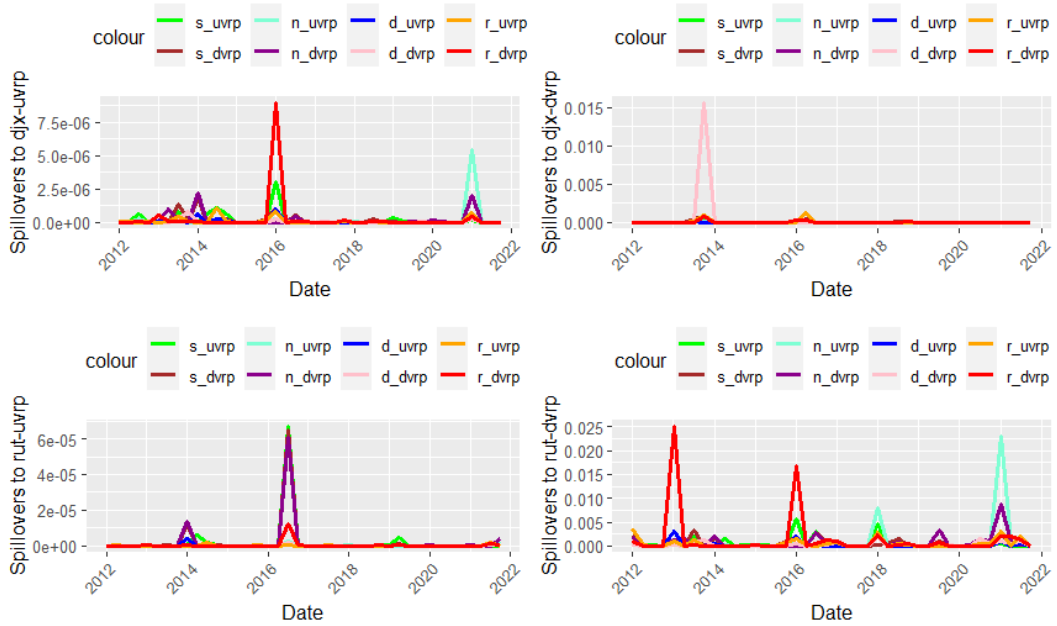 colour s_uvrp n_uvrp d_uvrp r_uvrp
s_dvrp n_dvrp d_dvrp r_dvrp
Spillovers to djx-uvrp
7.5e-06
5.0e-06
2.5e-06
0.0e+00
2012 2014 2016 2018 2020 2022
Date
colour s_uvrp n_uvrp d_uvrp r_uvrp
s_dvrp n_dvrp d_dvrp r_dvrp
Spillovers to djx-dvrp
0.015
0.010
0.005
0.000
2012 2014 2016 2018 2020 2022
Date
colour s_uvrp n_uvrp d_uvrp r_uvrp
s_dvrp n_dvrp d_dvrp r_dvrp
Spillovers to rut-uvrp
6e-05
4e-05
2e-05
0e+00
2012 2014 2016 2018 2020 2022
Date
colour s_uvrp n_uvrp d_uvrp r_uvrp
s_dvrp n_dvrp d_dvrp r_dvrp
Spillovers to rut-dvrp
0.025
0.020
0.015
0.010
0.005
0.000
2012 2014 2016 2018 2020 2022
Date